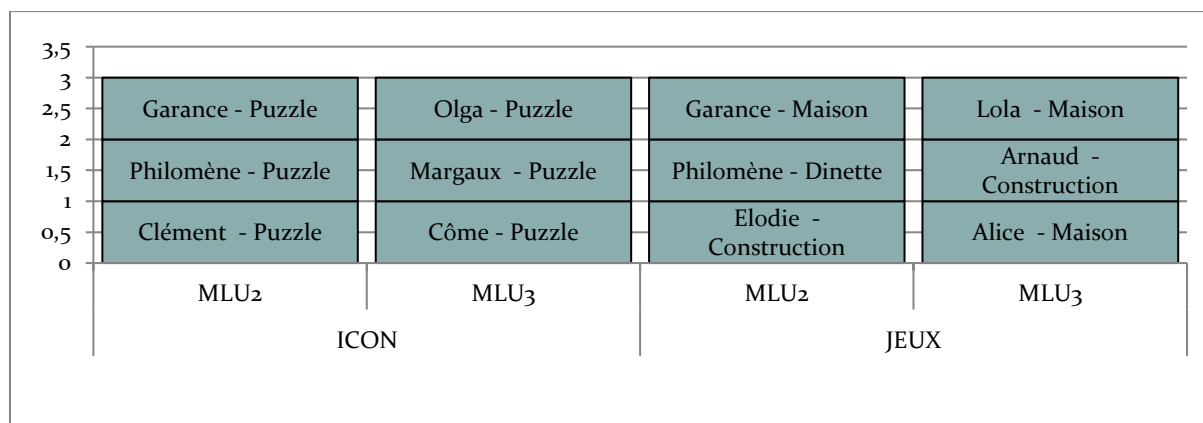 3,5
3
2,5
2
1,5
1
0,5
0
Garance - Puzzle
Olga - Puzzle
Garance - Maison
Lola - Maison
Philomène - Puzzle
Margaux - Puzzle
Philomène - Dinette
Arnaud -
Construction
Clément - Puzzle
Côme - Puzzle
Elodie -
Construction
Alice - Maison
MLU2
MLU3
MLU2
MLU3
ICON
JEUX